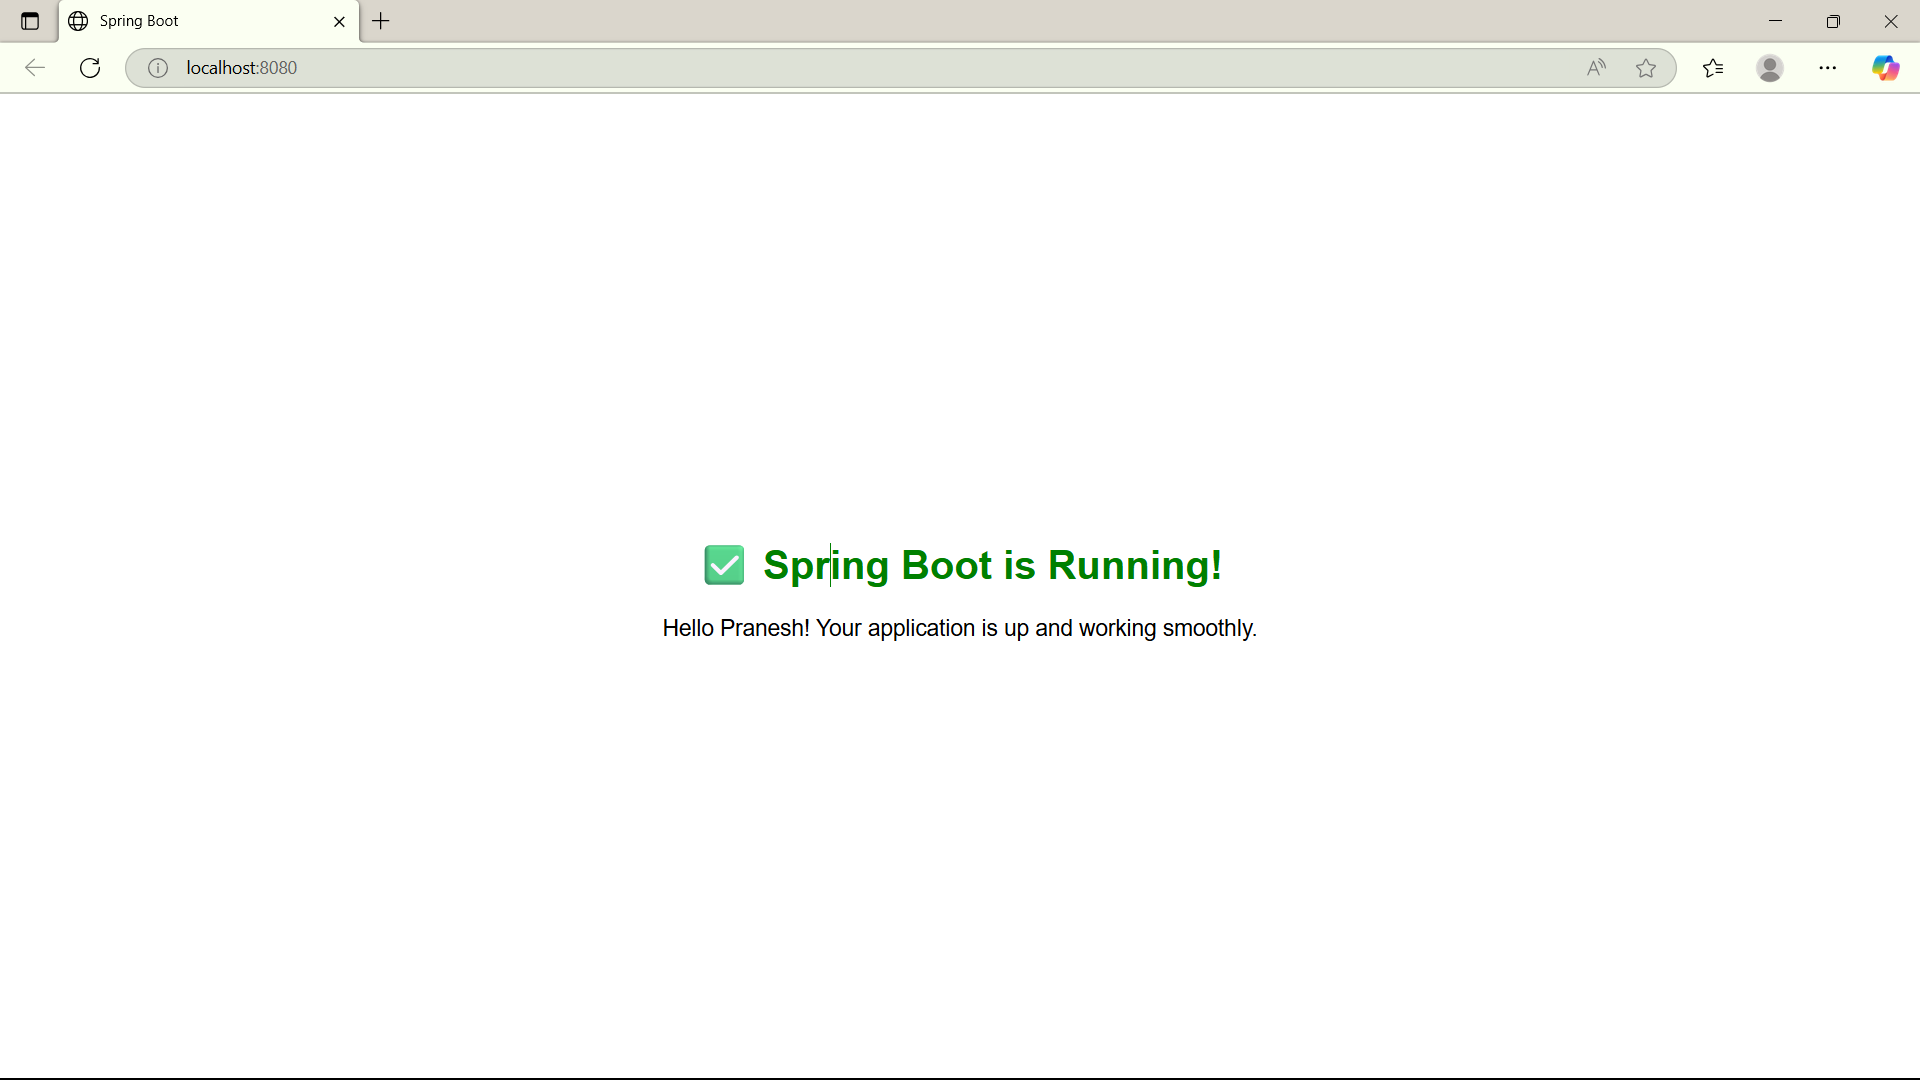 Spring Boot
localhost:8080
✅ Spring Boot is Running!
Hello Pranesh! Your application is up and working smoothly.